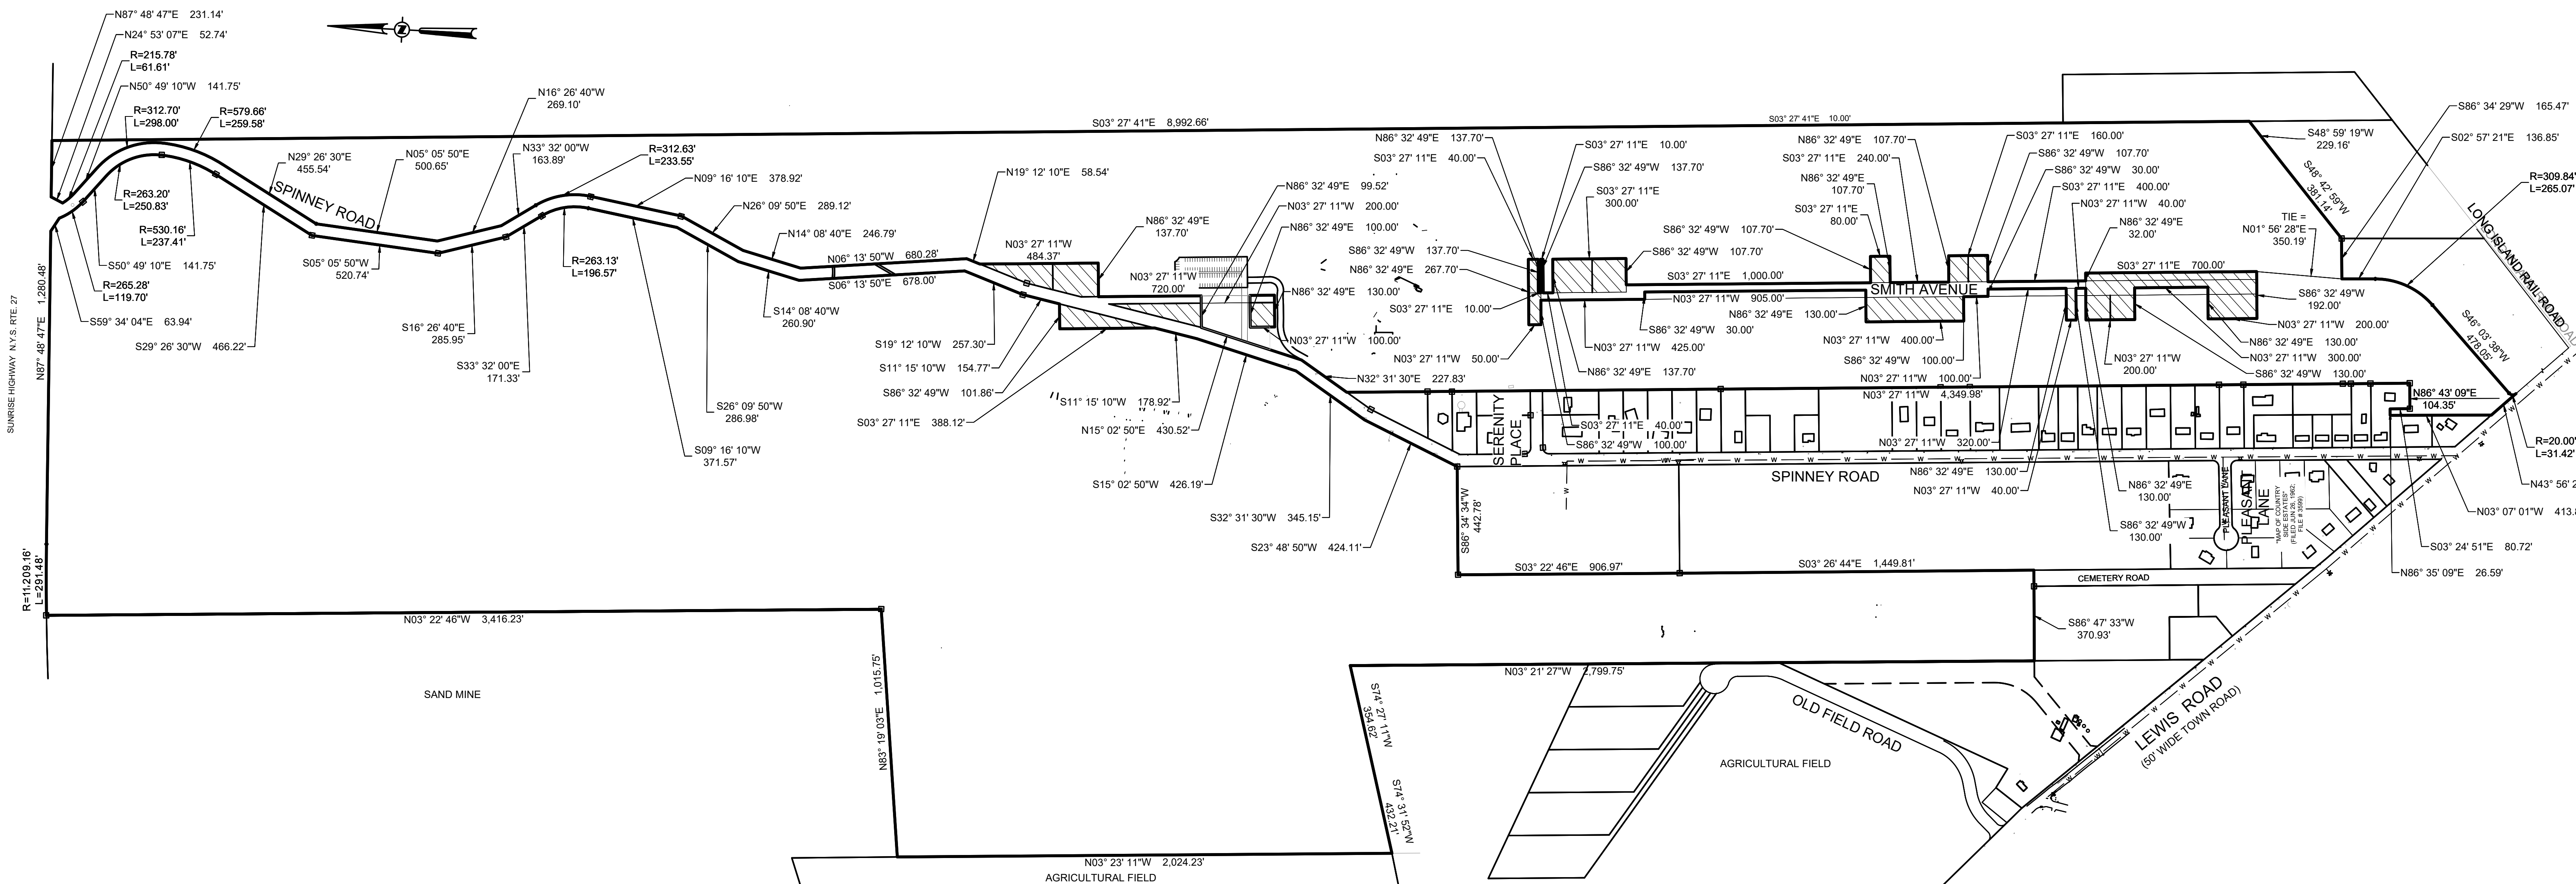 N87° 48' 47"E 231.14'
N24° 53' 07"E 52.74'
R=215.78'
L=61.61'
N50° 49' 10"W 141.75'
R=312.70'
L=298.00'
R=579.66'
L=259.58'
N29° 26' 30"E
455.54'
SPINNEY ROAD
N05° 05' 50"E
500.65'
N16° 26' 40"W
269.10'
N33° 32' 00"W
163.89'
R=312.63'
L=233.55'
N09° 16' 10"E 378.92'
N26° 09' 50"E 289.12'
N14° 08' 40"E 246.79'
N06° 13' 50"W 680.28'
S06° 13' 50"E 678.00'
N19° 12' 10"E 58.54'
N03° 27' 11"W
484.37'
N86° 32' 49"E
137.70'
N03° 27' 11"W
720.00'
N86° 32' 49"E 99.52'
N03° 27' 11"W 200.00'
N86° 32' 49"E 100.00'
N86° 32' 49"E 130.00'
N03° 27' 11"W 100.00'
N32° 31' 30"E 227.83'
Z
S03° 27' 41"E 8,992.66'
S03° 27' 41"E 10.00'
R=263.20'
L=250.83'
R=530.16'
L=237.41'
S50° 49' 10"E 141.75'
R=265.28'
L=119.70'
S59° 34' 04"E 63.94'
S29° 26' 30"W 466.22'
S05° 05' 50"W
520.74'
S16° 26' 40"E
285.95'
S33° 32' 00"E
171.33'
R=263.13'
L=196.57'
S09° 16' 10"W
371.57'
S26° 09' 50"W
286.98'
S14° 08' 40"W
260.90'
S19° 12' 10"W 257.30'
S11° 15' 10"W 154.77'
S86° 32' 49"W 101.86'
S03° 27' 11"E 388.12'
S11° 15' 10"W 178.92'
N15° 02' 50"E 430.52'
S15° 02' 50"W 426.19'
S32° 31' 30"W 345.15'
S23° 48' 50"W 424.11'
SUNRISE HIGHWAY N.Y.S. RTE. 27
N87° 48' 47"E 1,280.48'
R=11,209.16'
L=291.48'
N03° 22' 46"W 3,416.23'
SAND MINE
N83° 19' 03"E 1,015.75'
N03° 23' 11"W 2,024.23'
AGRICULTURAL FIELD
N86° 32' 49"E 137.70'
S03° 27' 11"E 40.00'
S03° 27' 11"E 10.00'
S86° 32' 49"W 137.70'
S03° 27' 11"E
300.00'
S86° 32' 49"W 137.70'
N86° 32' 49"E 267.70'
S03° 27' 11"E 10.00'
N03° 27' 11"W 50.00'
S86° 32' 49"W 107.70'
S03° 27' 11"E 1,000.00'
N03° 27' 11"W 905.00'
S86° 32' 49"W 30.00'
N03° 27' 11"W 425.00'
N86° 32' 49"E 137.70'
N86° 32' 49"E 107.70'
S03° 27' 11"E 240.00'
N86° 32' 49"E
107.70'
S03° 27' 11"E
80.00'
S86° 32' 49"W 107.70'
SMITH AVENUE
N86° 32' 49"E 130.00'
N03° 27' 11"W 400.00'
S86° 32' 49"W 100.00'
N03° 27' 11"W 100.00'
N03° 27' 11"W 4,349.98'
S03° 27' 11"E 160.00'
S86° 32' 49"W 107.70'
S86° 32' 49"W 30.00'
S03° 27' 11"E 400.00'
N03° 27' 11"W 40.00'
N86° 32' 49"E
32.00'
S03° 27' 11"E 700.00'
TIE =
N01° 56' 28"E
350.19'
S86° 32' 49"W
192.00'
N03° 27' 11"W 200.00'
N86° 32' 49"E 130.00'
N03° 27' 11"W 300.00'
S86° 32' 49"W 130.00'
N03° 27' 11"W
200.00'
S48° 59' 19"W
229.16'
S48° 42' 59"W
381.14'
S86° 34' 29"W 165.47'
S02° 57' 21"E 136.85'
R=309.84'
L=265.07'
LONG ISLAND RAIL ROAD
S46° 03' 38"W
478.05'
N86° 43' 09"E
104.35'
R=20.00'
L=31.42'
N43° 56' 2
N03° 07' 01"W 413.8
S03° 24' 51"E 80.72'
N86° 35' 09"E 26.59'
SERENITY
PLACE
S03° 27' 11"E 40.00'
S86° 32' 49"W 100.00'
N03° 27' 11"W 320.00'
N86° 32' 49"E 130.00'
N03° 27' 11"W 40.00'
N86° 32' 49"E
130.00'
S86° 32' 49"W
130.00'
SPINNEY ROAD
PLEASANT LANE
PLEASANT
LANE
"MAP OF COUNTRY
SIDE ESTATES"
(FILED JUN 26, 1962;
FILE # 3599)
S86° 34' 34"W
442.78'
S03° 22' 46"E 906.97'
S03° 26' 44"E 1,449.81'
CEMETERY ROAD
S86° 47' 33"W
370.93'
N03° 21' 27"W 2,799.75'
S74° 27' 11"W
354.62'
S74° 31' 52"W
432.21'
OLD FIELD ROAD
AGRICULTURAL FIELD
LEWIS ROAD
(50' WIDE TOWN ROAD)